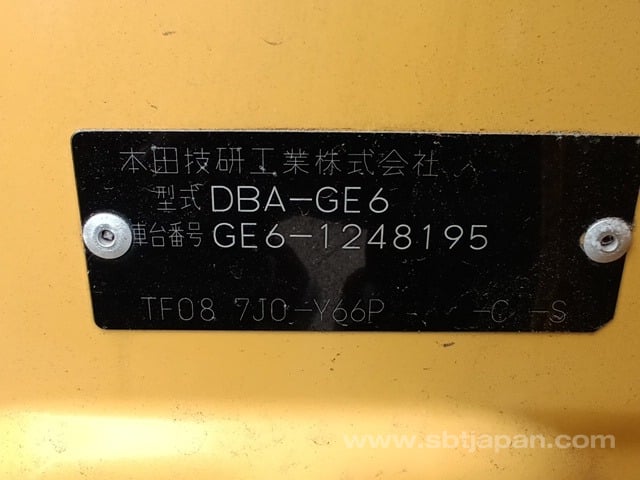 本田技研工業株式会社
型式 DBA-GE6
車台番号 GE6-1248195
TF08 7J0-Y66P -C -S
www.sbtjapan.com